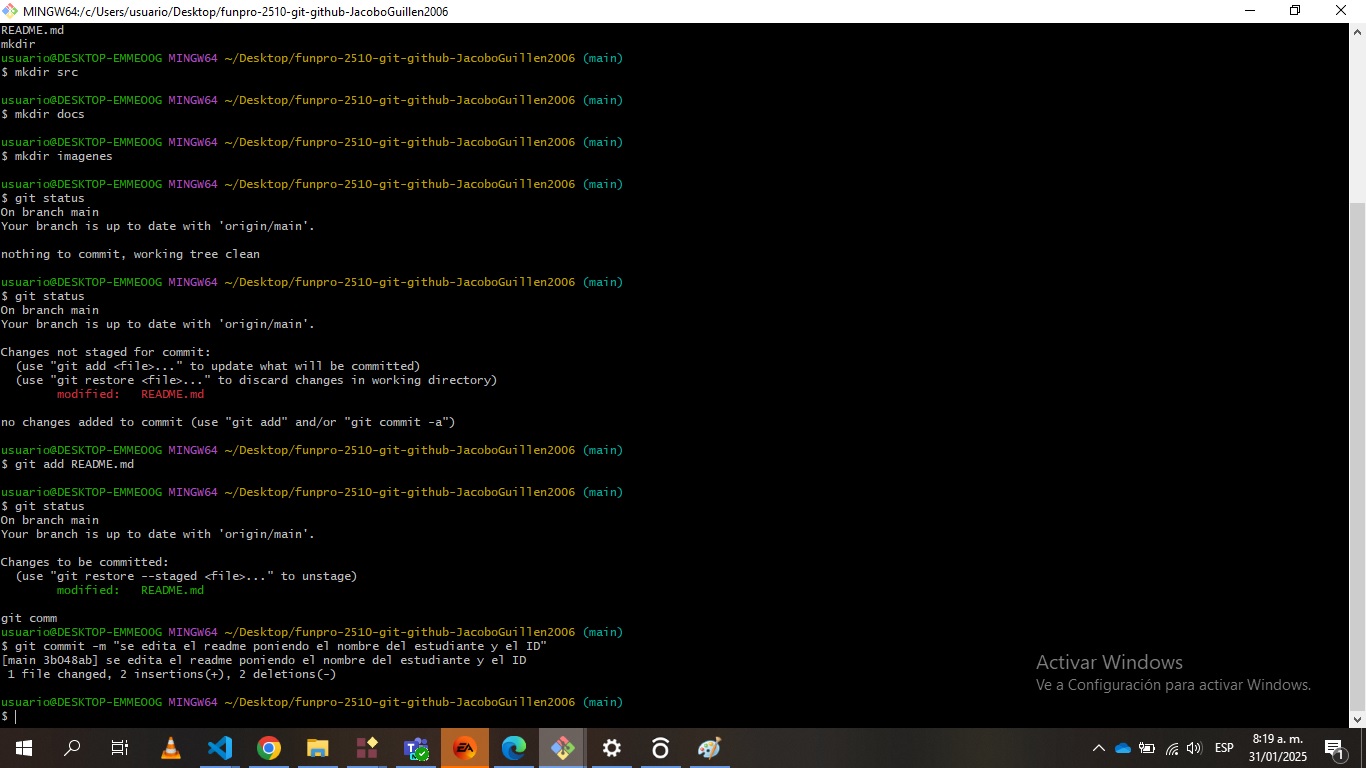 MINGW64:/c/Users/usuario/Desktop/funpro-2510-git-github-JacoboGuillen2006
README.md
mkdir
usuario@DESKTOP-EMMEOOG MINGW64 ~/Desktop/funpro-2510-git-github-JacoboGuillen2006 (main)
$ mkdir src
usuario@DESKTOP-EMMEOOG MINGW64 ~/Desktop/funpro-2510-git-github-JacoboGuillen2006 (main)
$ mkdir docs
usuario@DESKTOP-EMMEOOG MINGW64 ~/Desktop/funpro-2510-git-github-JacoboGuillen2006 (main)
$ mkdir imagenes
usuario@DESKTOP-EMMEOOG MINGW64 ~/Desktop/funpro-2510-git-github-JacoboGuillen2006 (main)
$ git status
On branch main
Your branch is up to date with 'origin/main'.
nothing to commit, working tree clean
usuario@DESKTOP-EMMEOOG MINGW64 ~/Desktop/funpro-2510-git-github-JacoboGuillen2006 (main)
$ git status
On branch main
Your branch is up to date with 'origin/main'.
Changes not staged for commit:
(use "git add <file>..." to update what will be committed)
(use "git restore <file>..." to discard changes in working directory)
modified:   README.md
no changes added to commit (use "git add" and/or "git commit -a")
usuario@DESKTOP-EMMEOOG MINGW64 ~/Desktop/funpro-2510-git-github-JacoboGuillen2006 (main)
$ git add README.md
usuario@DESKTOP-EMMEOOG MINGW64 ~/Desktop/funpro-2510-git-github-JacoboGuillen2006 (main)
$ git status
On branch main
Your branch is up to date with 'origin/main'.
Changes to be committed:
(use "git restore --staged <file>..." to unstage)
modified:   README.md
git comm
usuario@DESKTOP-EMMEOOG MINGW64 ~/Desktop/funpro-2510-git-github-JacoboGuillen2006 (main)
$ git commit -m "se edita el readme poniendo el nombre del estudiante y el ID"
[main 3b048ab] se edita el readme poniendo el nombre del estudiante y el ID
1 file changed, 2 insertions(+), 2 deletions(-)
usuario@DESKTOP-EMMEOOG MINGW64 ~/Desktop/funpro-2510-git-github-JacoboGuillen2006 (main)
$
Activar Windows
Ve a Configuración para activar Windows.
EA
ESP
8:19 a. m.
31/01/2025
1